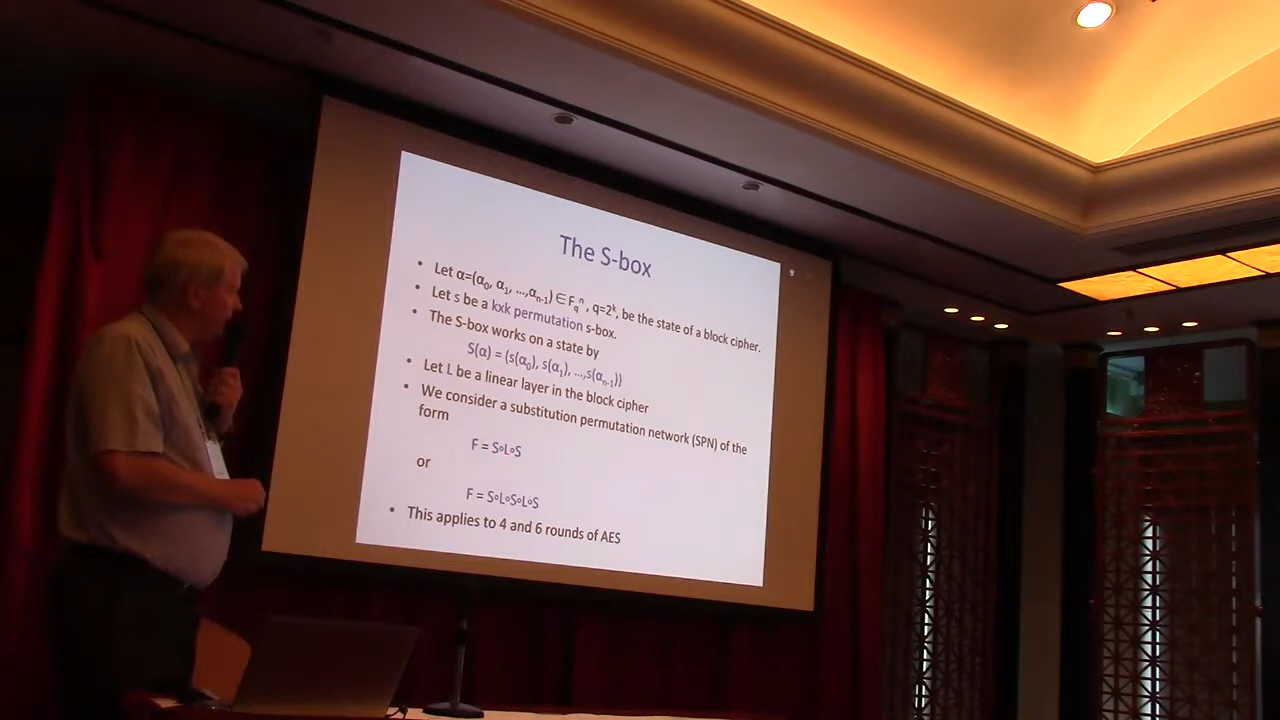 The S-box
• Let α=(α₀, α₁, ...,αₙ₋₁) ∈ F_q^n , q=2ᵏ, be the state of a block cipher.
• Let s be a kxk permutation s-box.
• The S-box works on a state by
S(α) = (s(α₀), s(α₁), ...,s(αₙ₋₁))
• Let L be a linear layer in the block cipher
• We consider a substitution permutation network (SPN) of the
form
F = S∘L∘S
or
F = S∘L∘S∘L∘S
• This applies to 4 and 6 rounds of AES